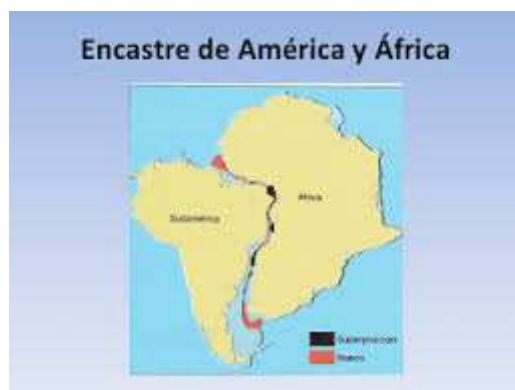 Encastre de América y África
África
Sudamérica
Superposición
Hueco